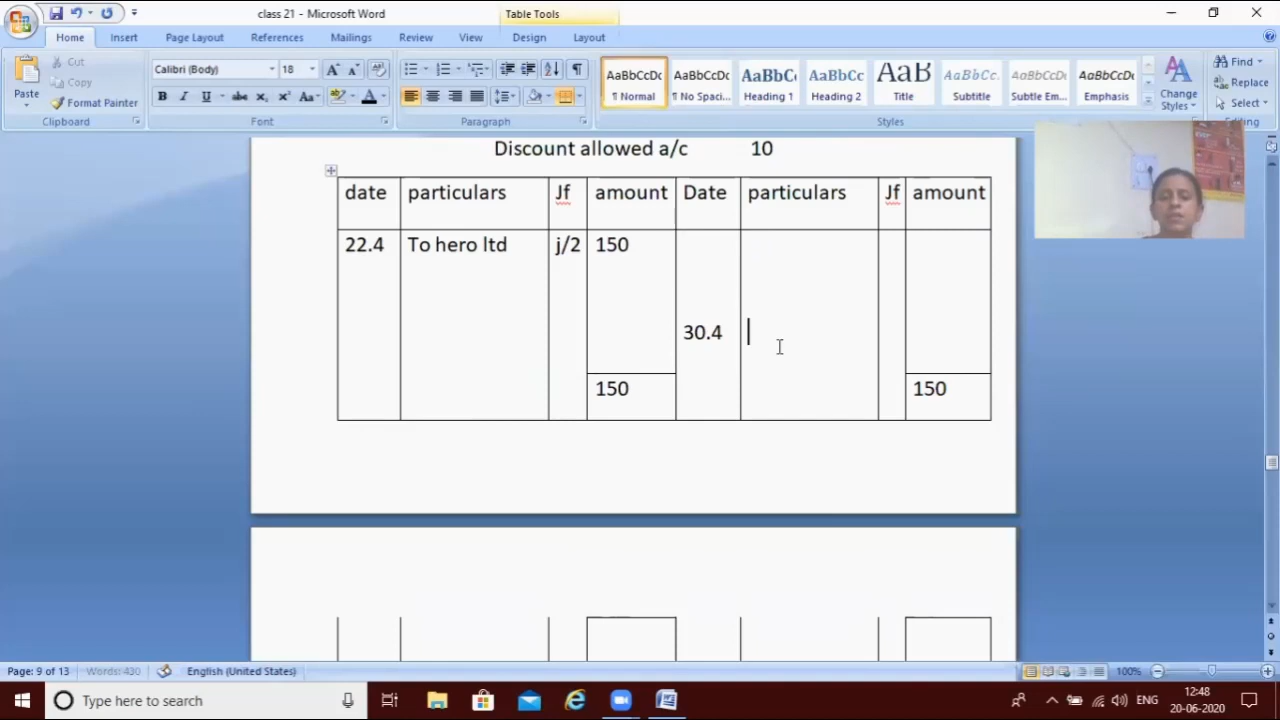 class 21 - Microsoft Word
Table Tools
Home Insert Page Layout References Mailings Review View Design Layout
Paste
Cut
Copy
Format Painter
Clipboard
Calibri (Body) 18
Font
Paragraph
AaBbCcDc AaBbCcDc AaBbC AaBbCc AaB AaBbCc. AaBbCcDc AaBbCcDc
¶ Normal ¶ No Spaci... Heading 1 Heading 2 Title Subtitle Subtle Em... Emphasis
Change Styles
Styles
Find
Replace
Select
Editing
Discount allowed a/c 10
date particulars Jf amount Date particulars Jf amount
22.4 To hero ltd j/2 150
30.4
150 150
Page: 9 of 13 Words: 430 English (United States) 100%
Type here to search
ENG
12:48
20-06-2020